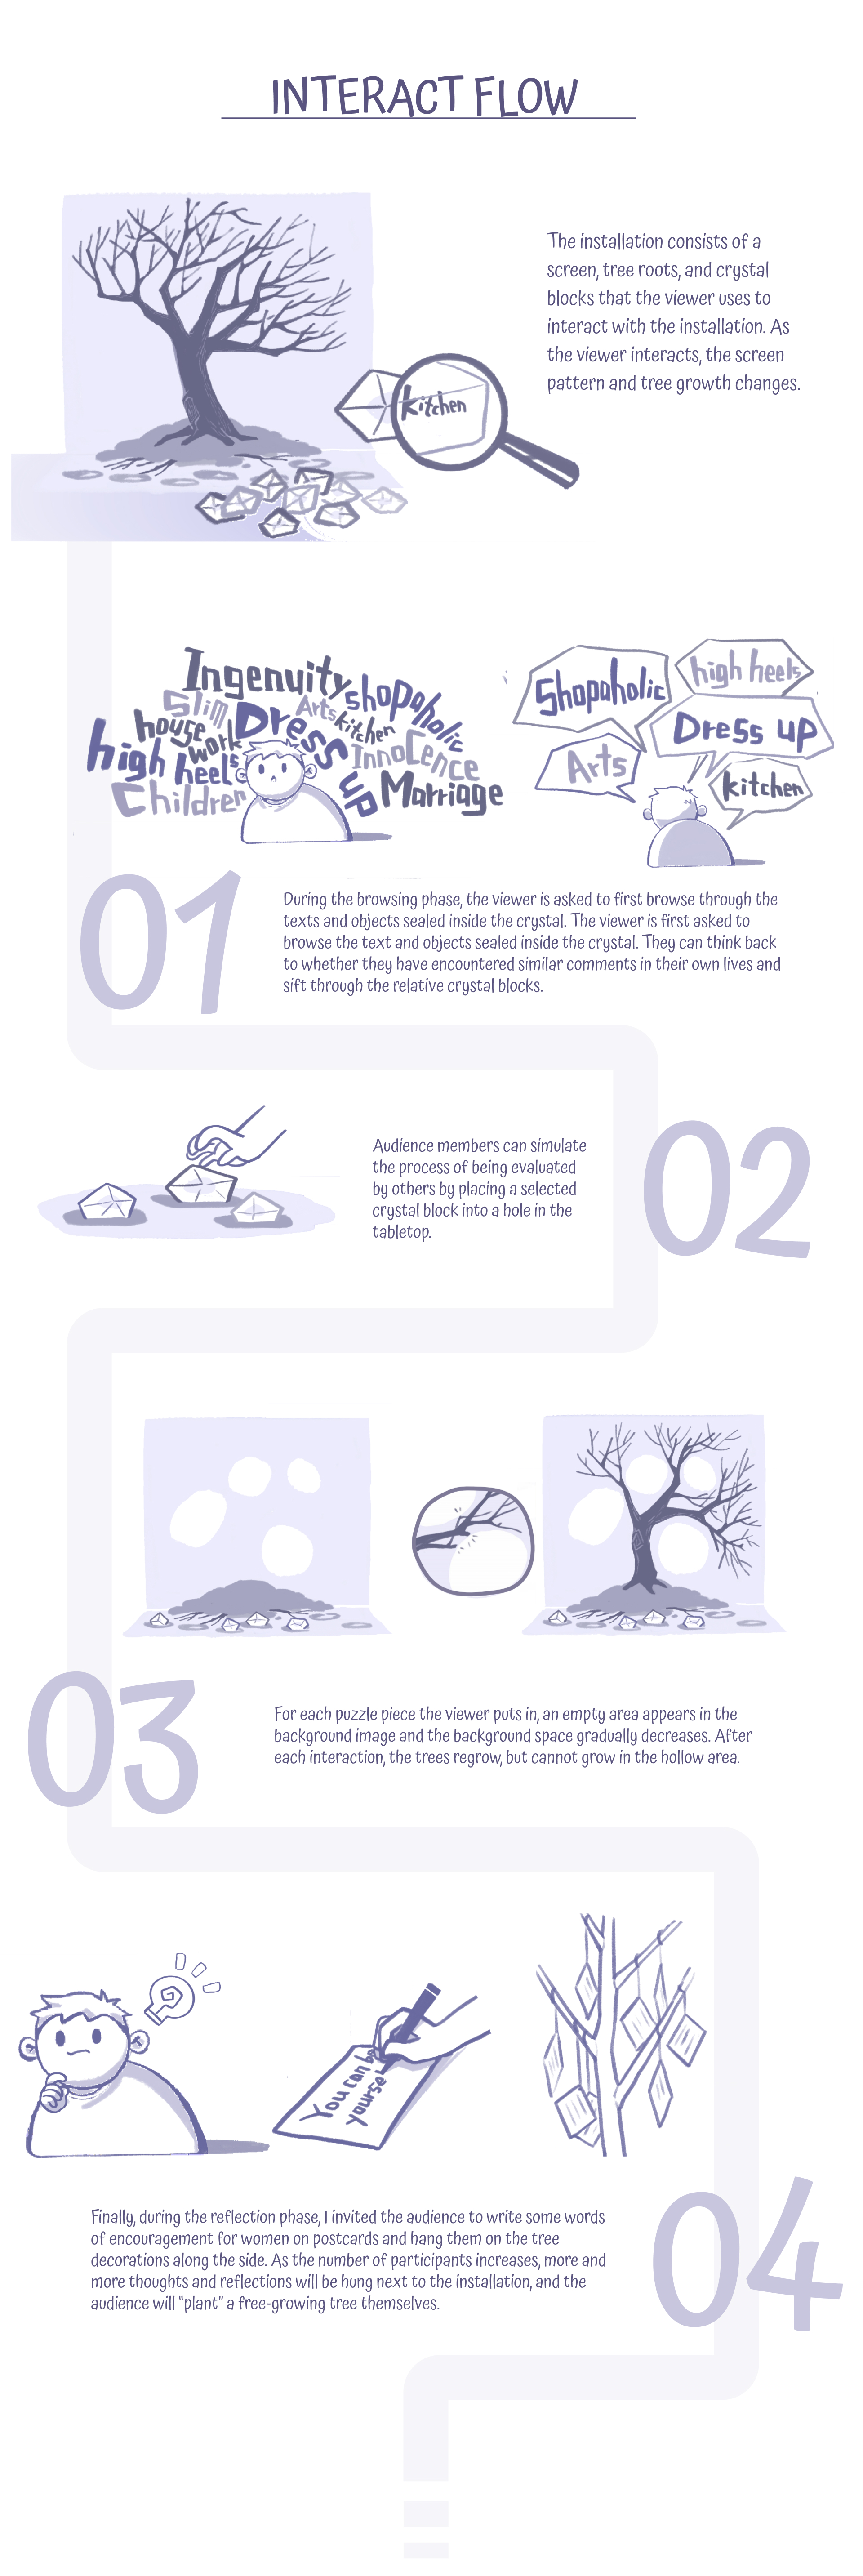 INTERACT FLOW
The installation consists of a
screen, tree roots, and crystal
blocks that the viewer uses to
interact with the installation. As
the viewer interacts, the screen
pattern and tree growth changes.
kitchen
Ingenuity
shopaholic
Slim
Arts
kitchen
house
work
Dress
up
high
heels
Innocence
Children
Marriage
Shopaholic
high heels
Dress up
Arts
kitchen
01
During the browsing phase, the viewer is asked to first browse through the
texts and objects sealed inside the crystal. The viewer is first asked to
browse the text and objects sealed inside the crystal. They can think back
to whether they have encountered similar comments in their own lives and
sift through the relative crystal blocks.
Audience members can simulate
the process of being evaluated
by others by placing a selected
crystal block into a hole in the
tabletop.
02
03
For each puzzle piece the viewer puts in, an empty area appears in the
background image and the background space gradually decreases. After
each interaction, the trees regrow, but cannot grow in the hollow area.
You can be
yourself
Finally, during the reflection phase, I invited the audience to write some words
of encouragement for women on postcards and hang them on the tree
decorations along the side. As the number of participants increases, more and
more thoughts and reflections will be hung next to the installation, and the
audience will "plant" a free-growing tree themselves.
04